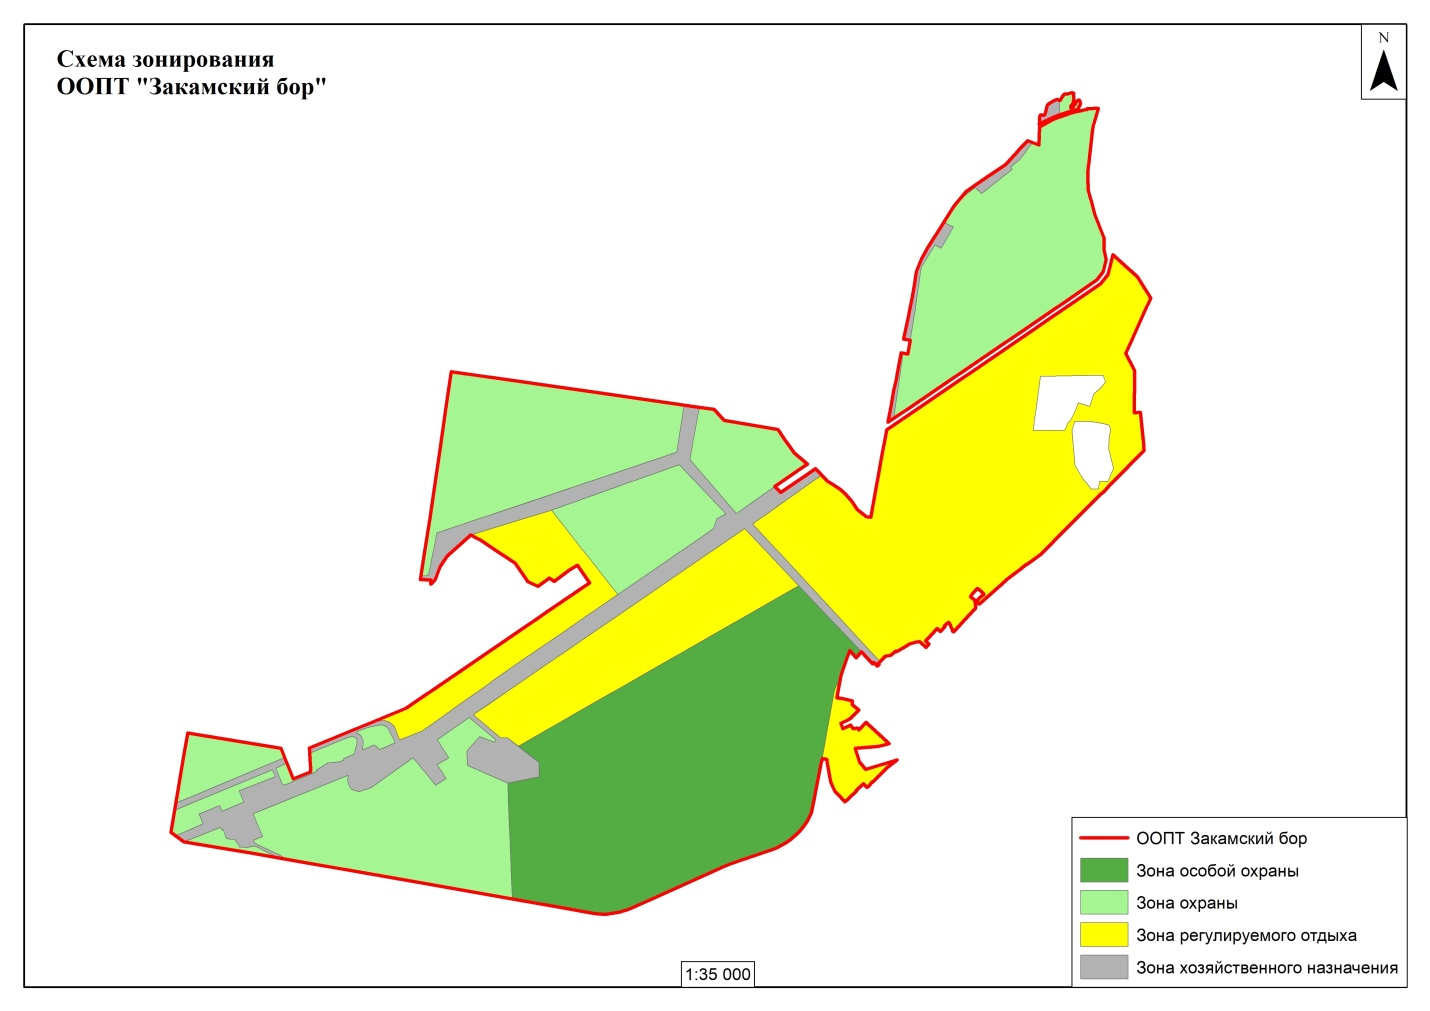 Схема зонирования
ООПТ "Закамский бор"
N
ООПТ Закамский бор
Зона особой охраны
Зона охраны
Зона регулируемого отдыха
Зона хозяйственного назначения
1:35 000